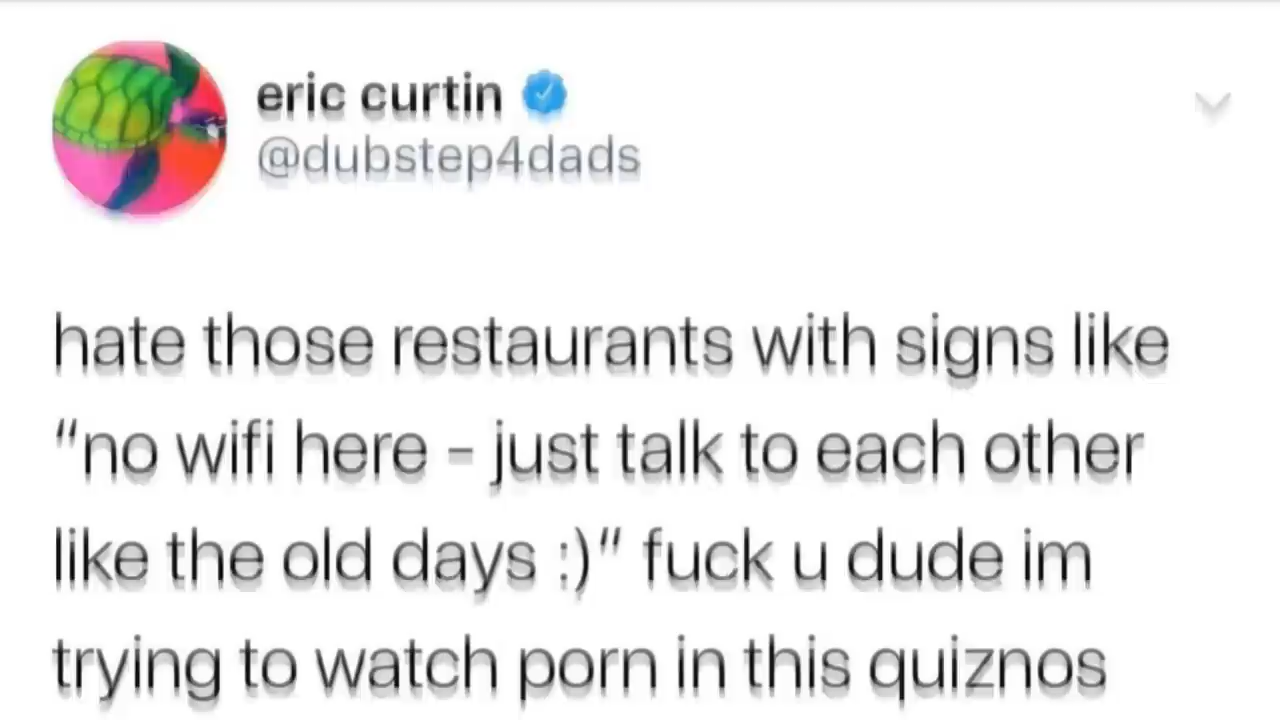 eric curtin
@dubstep4dads
hate those restaurants with signs like
“no wifi here - just talk to each other
like the old days :)” fuck u dude im
trying to watch porn in this quiznos